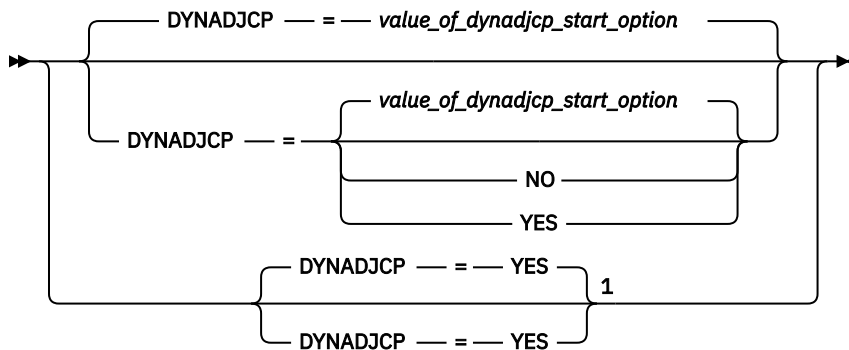 DYNADJCP = value_of_dynadjcp_start_option
value_of_dynadjcp_start_option
DYNADJCP =
NO
YES
DYNADJCP = YES
1
DYNADJCP = YES